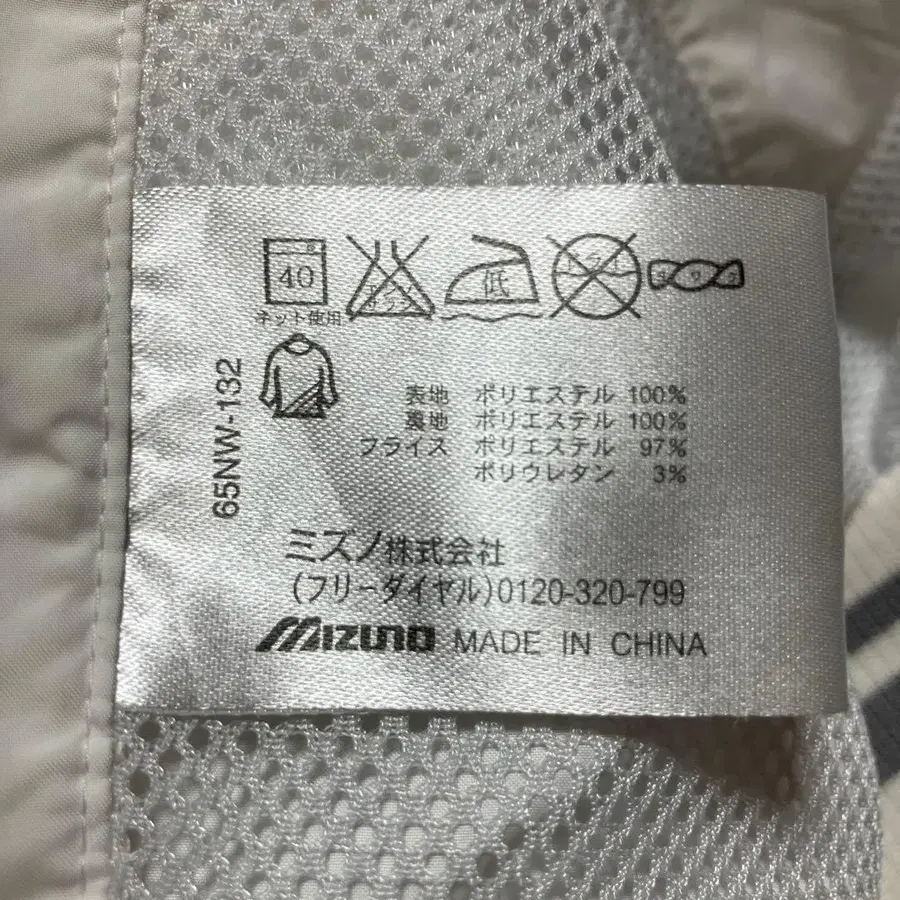 40
ネット使用
低
65NW-132
表地 ポリエステル 100%
裏地 ポリエステル 100%
フライス ポリエステル 97%
ポリウレタン 3%
ミズノ株式会社
(フリーダイヤル)0120-320-799
MIZUNO MADE IN CHINA